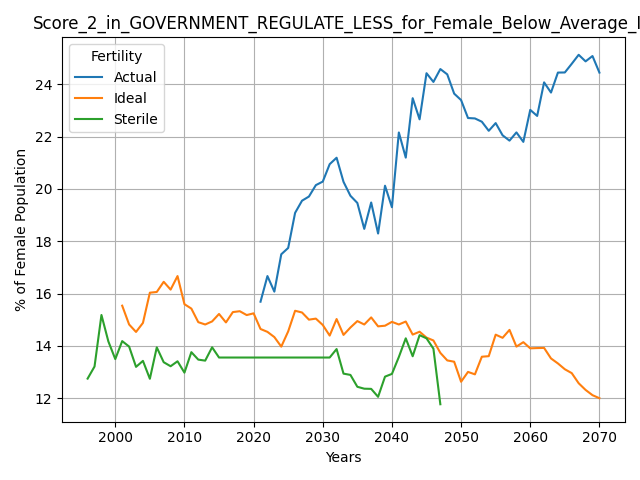 Score_2_in_GOVERNMENT_REGULATE_LESS_for_Female_Below_Average_I
Fertility
Actual
Ideal
Sterile
% of Female Population
24
22
20
18
16
14
12
2000 2010 2020 2030 2040 2050 2060 2070
Years